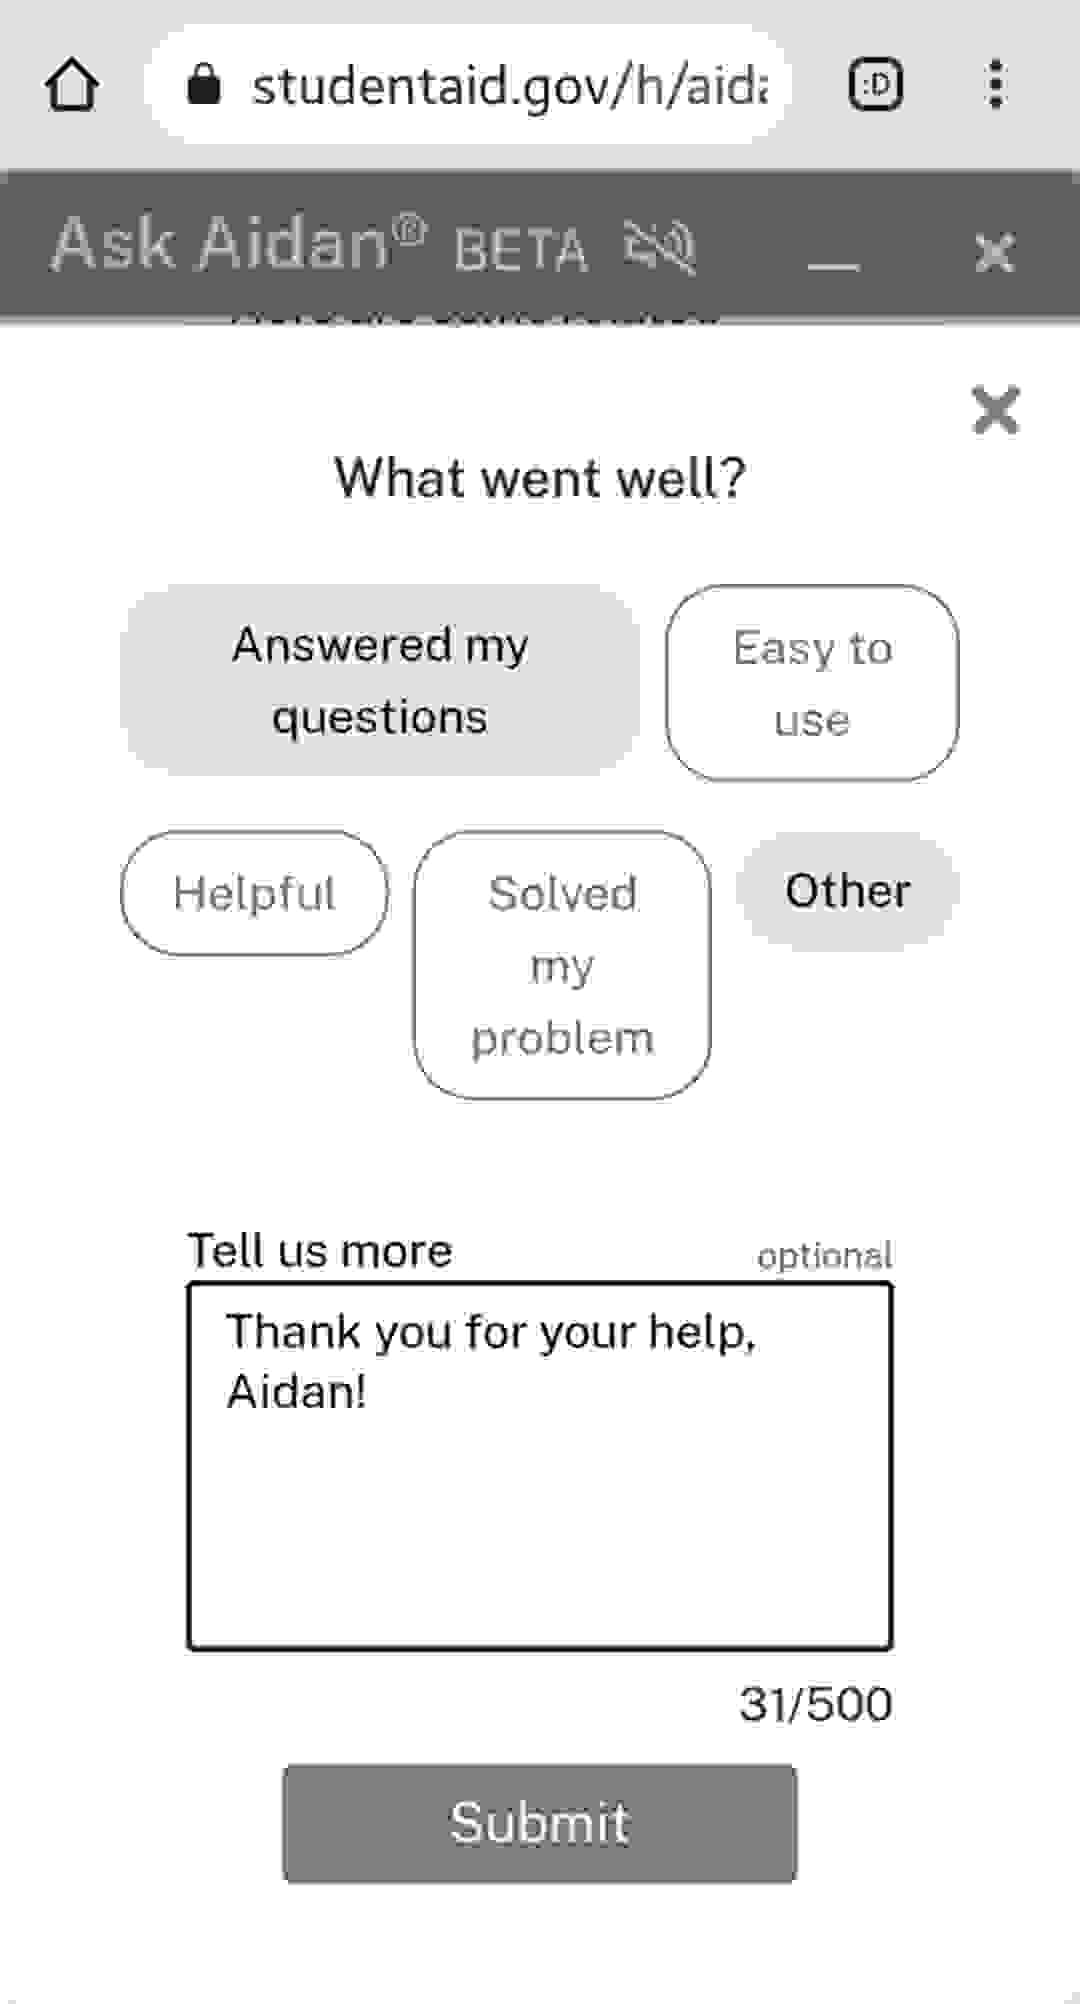 studentaid.gov/h/aida
:D
Ask Aidan® BETA
What went well?
Answered my
questions
Easy to
use
Helpful
Solved
my
problem
Other
Tell us more
optional
Thank you for your help,
Aidan!
31/500
Submit